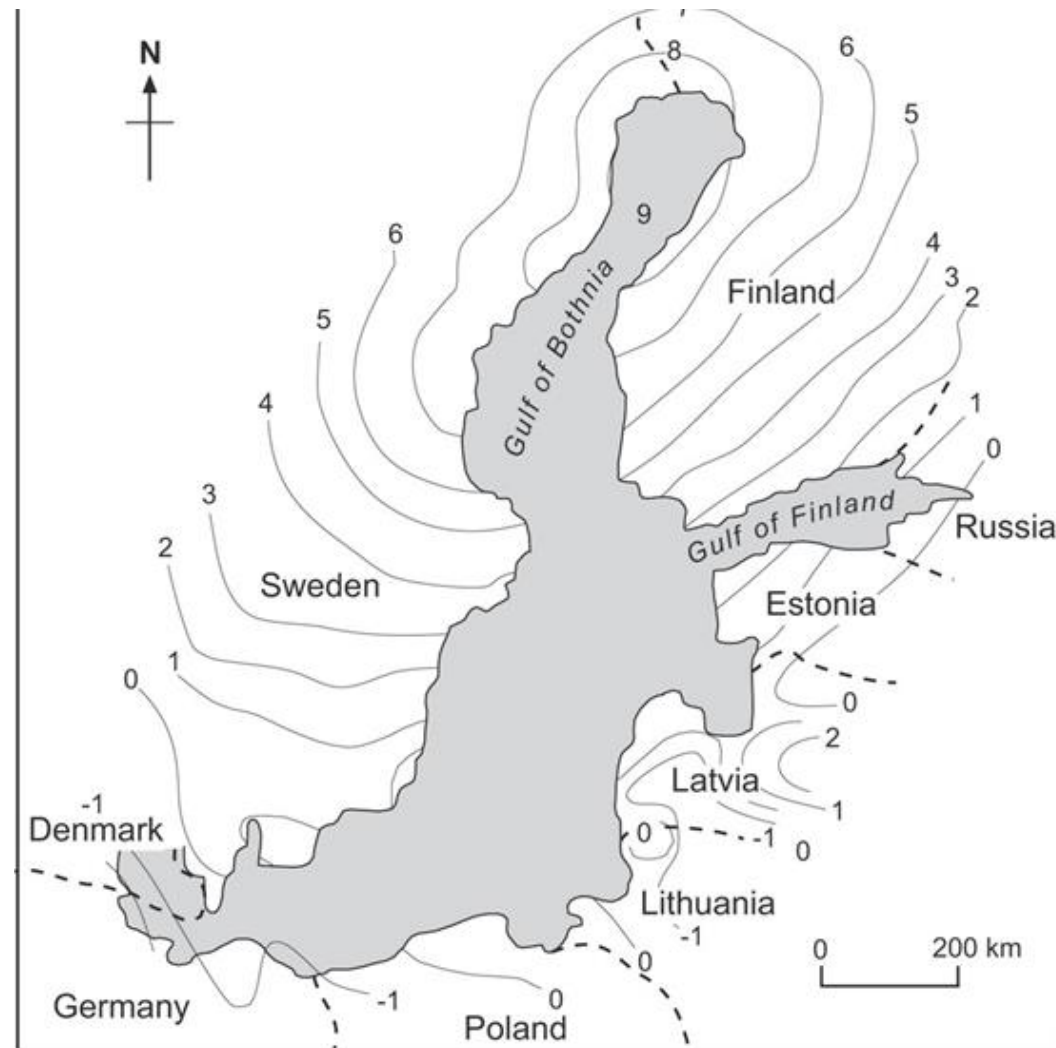 N
8
6
5
9
6
4
Finland
3
2
5
Gulf of Bothnia
4
1
0
3
Gulf of Finland
Russia
2
Sweden
Estonia
1
0
0
2
Latvia
-1
1
Denmark
0
-1
0
Lithuania
-1
0
200 km
0
Germany
-1
0
Poland